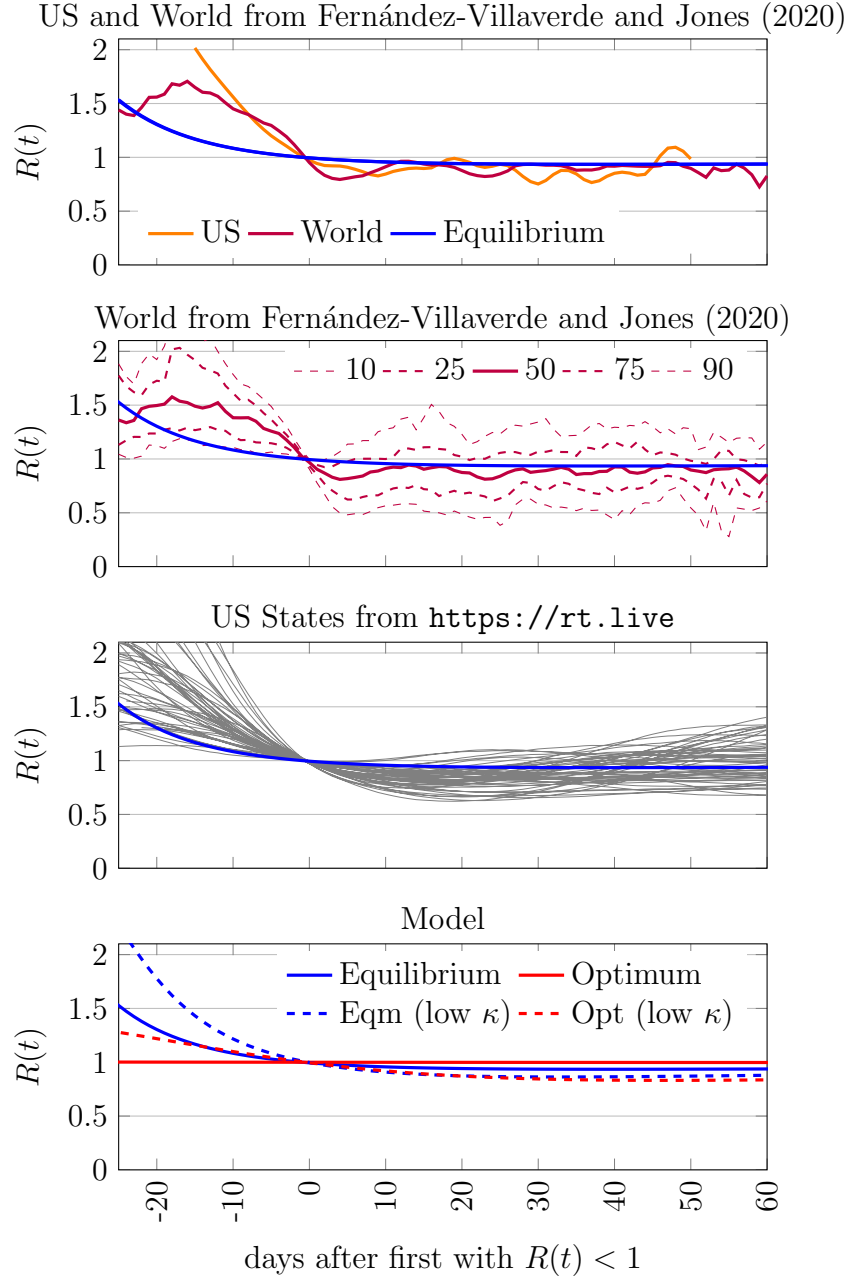 US and World from Fernández-Villaverde and Jones (2020)
2
1.5
1
0.5
0
R(t)
US World Equilibrium
World from Fernández-Villaverde and Jones (2020)
2
1.5
1
0.5
0
R(t)
10 25 50 75 90
US States from https://rt.live
2
1.5
1
0.5
0
R(t)
Model
2
1.5
1
0.5
0
R(t)
Equilibrium Optimum
Eqm (low κ) Opt (low κ)
-20 -10 0 10 20 30 40 50 60
days after first with R(t) < 1